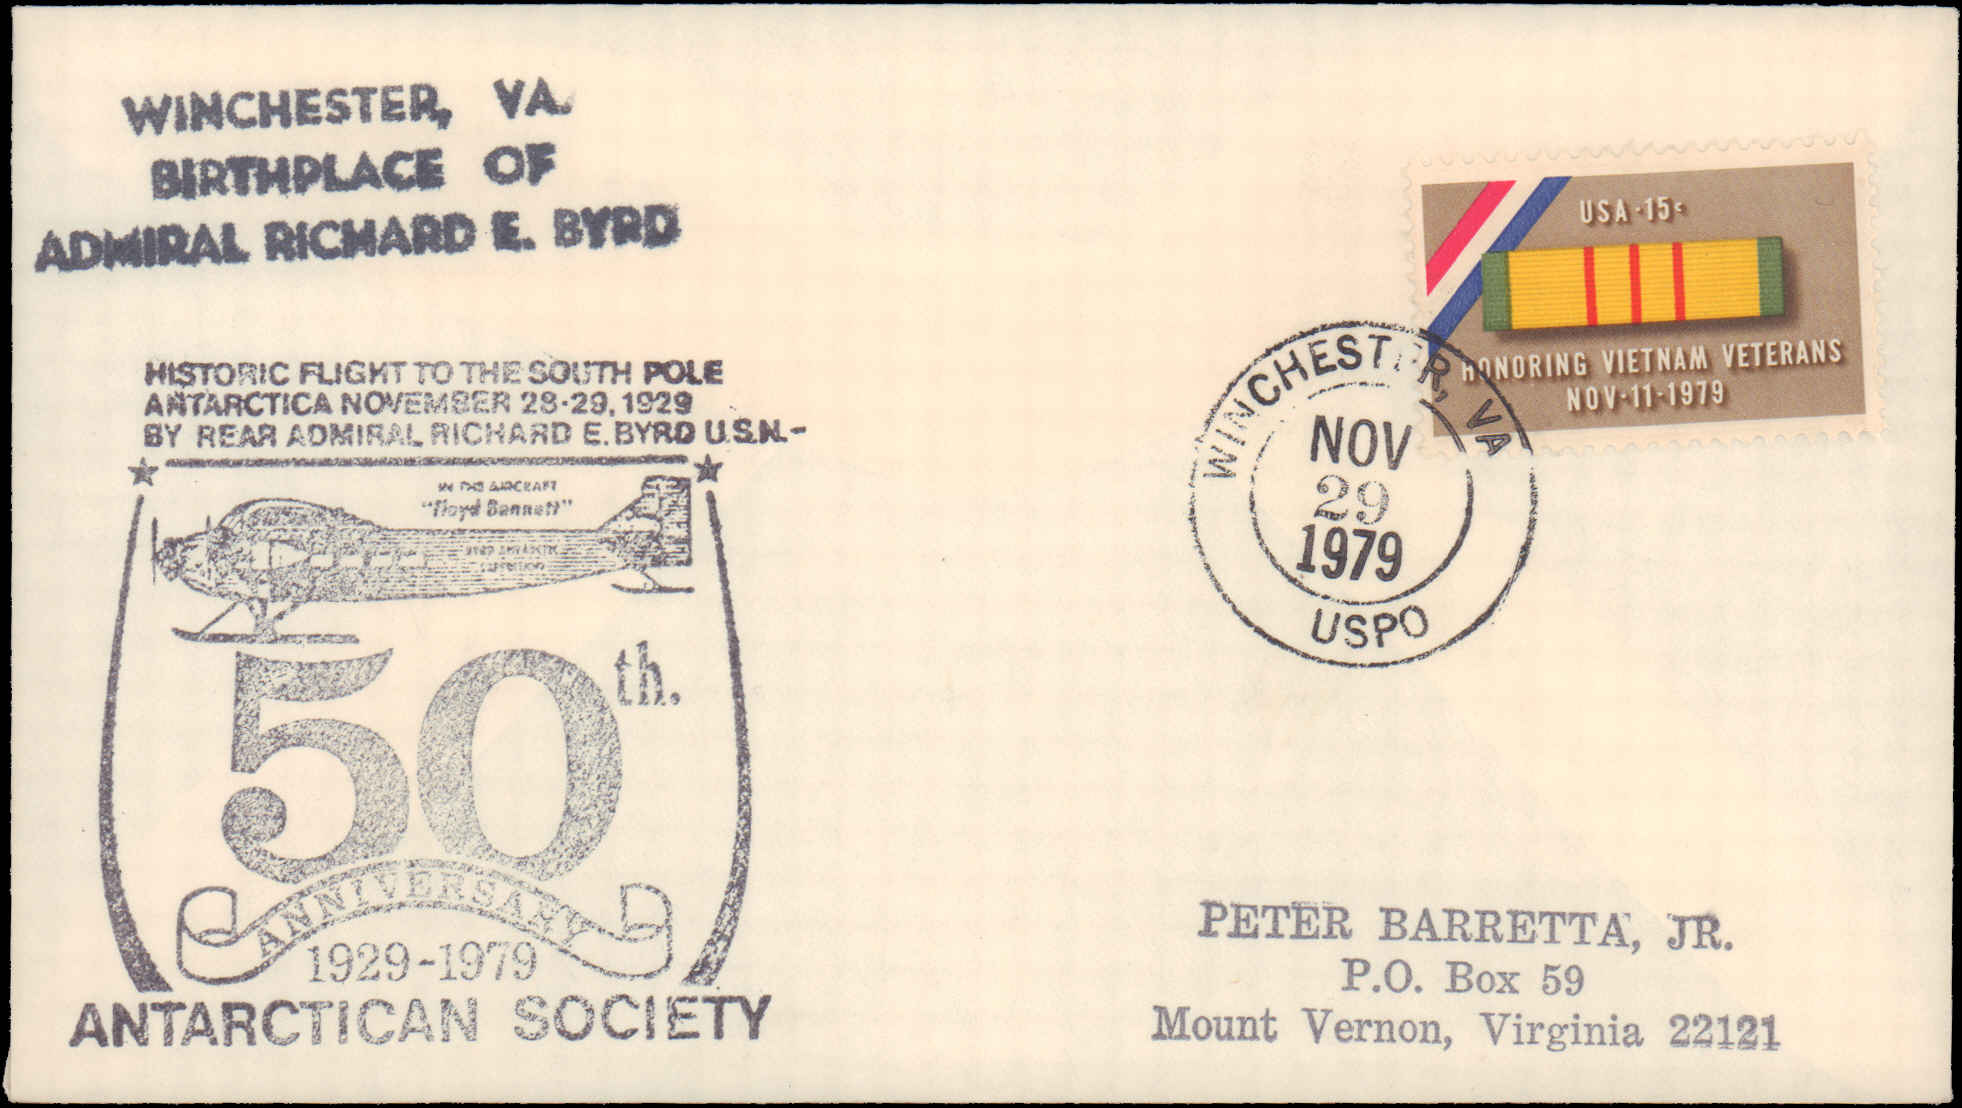 WINCHESTER, VA.
BIRTHPLACE OF
ADMIRAL RICHARD E. BYRD
HISTORIC FLIGHT TO THE SOUTH POLE
ANTARCTICA NOVEMBER 28-29, 1929
BY REAR ADMIRAL RICHARD E. BYRD U.S.N.-
IN THE AIRCRAFT
"Floyd Bennett"
BYRD ANTARCTIC
EXPEDITION
50th.
ANNIVERSARY
1929-1979
ANTARCTICAN SOCIETY
USA·15c
HONORING VIETNAM VETERANS
NOV·11·1979
WINCHESTER, VA
NOV
29
1979
USPO
PETER BARRETTA, JR.
P.O. Box 59
Mount Vernon, Virginia 22121